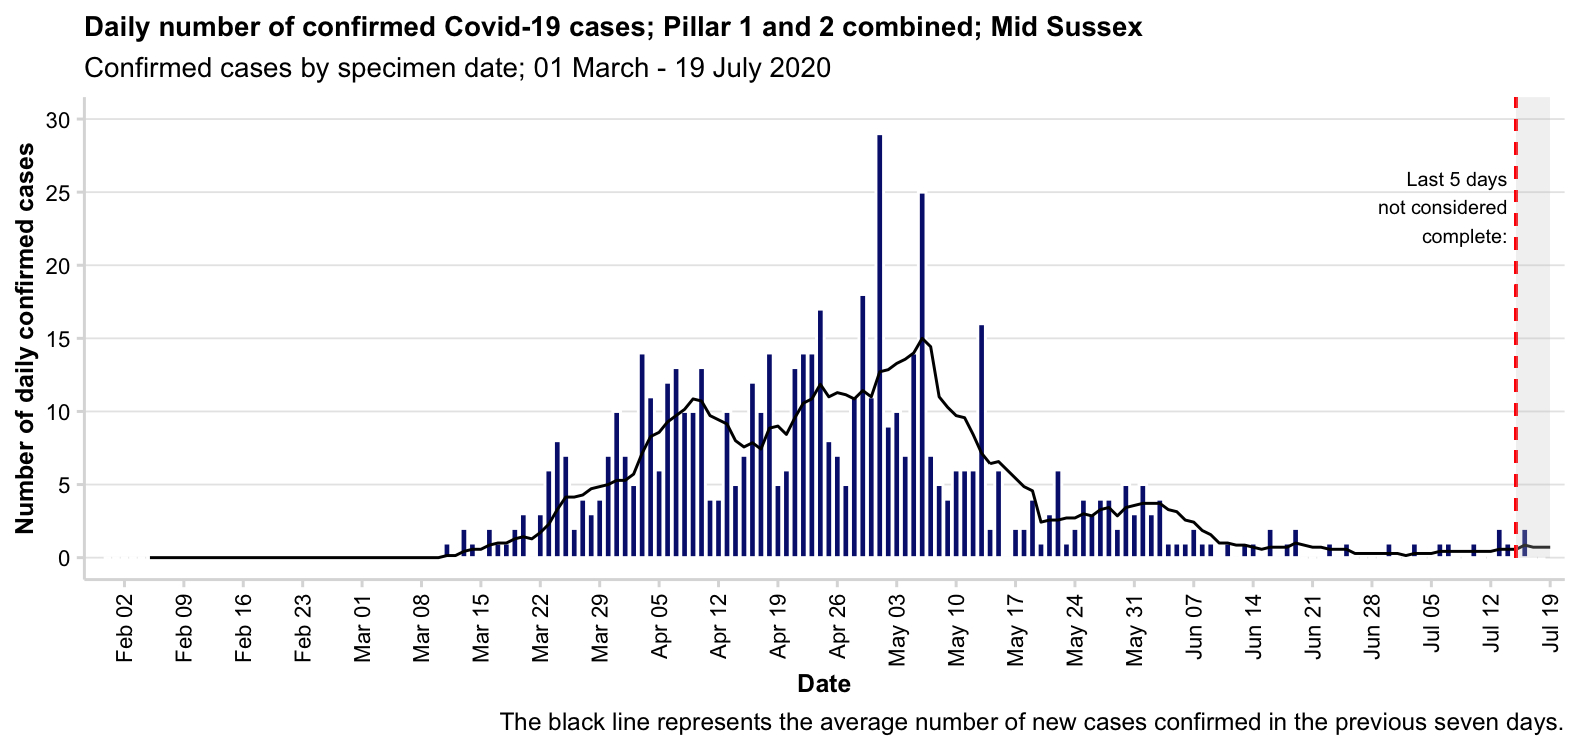 Daily number of confirmed Covid-19 cases; Pillar 1 and 2 combined; Mid Sussex
Confirmed cases by specimen date; 01 March - 19 July 2020
Number of daily confirmed cases
30
25
20
15
10
5
0
Last 5 days
not considered
complete:
Feb 02
Feb 09
Feb 16
Feb 23
Mar 01
Mar 08
Mar 15
Mar 22
Mar 29
Apr 05
Apr 12
Apr 19
Apr 26
May 03
May 10
May 17
May 24
May 31
Jun 07
Jun 14
Jun 21
Jun 28
Jul 05
Jul 12
Jul 19
Date
The black line represents the average number of new cases confirmed in the previous seven days.